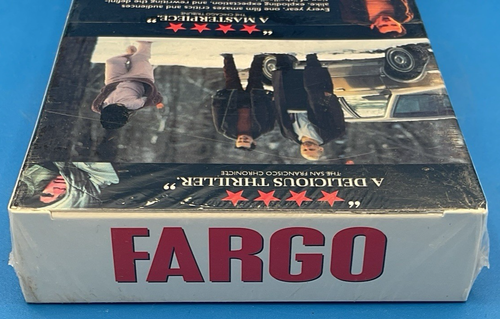 Every year, one film amazes critics and audiences
alike, exploding expectation, and rewriting the
"A MASTERPIECE."
"A DELICIOUS THRILLER."
THE SAN FRANCISCO CHRONICLE
FARGO